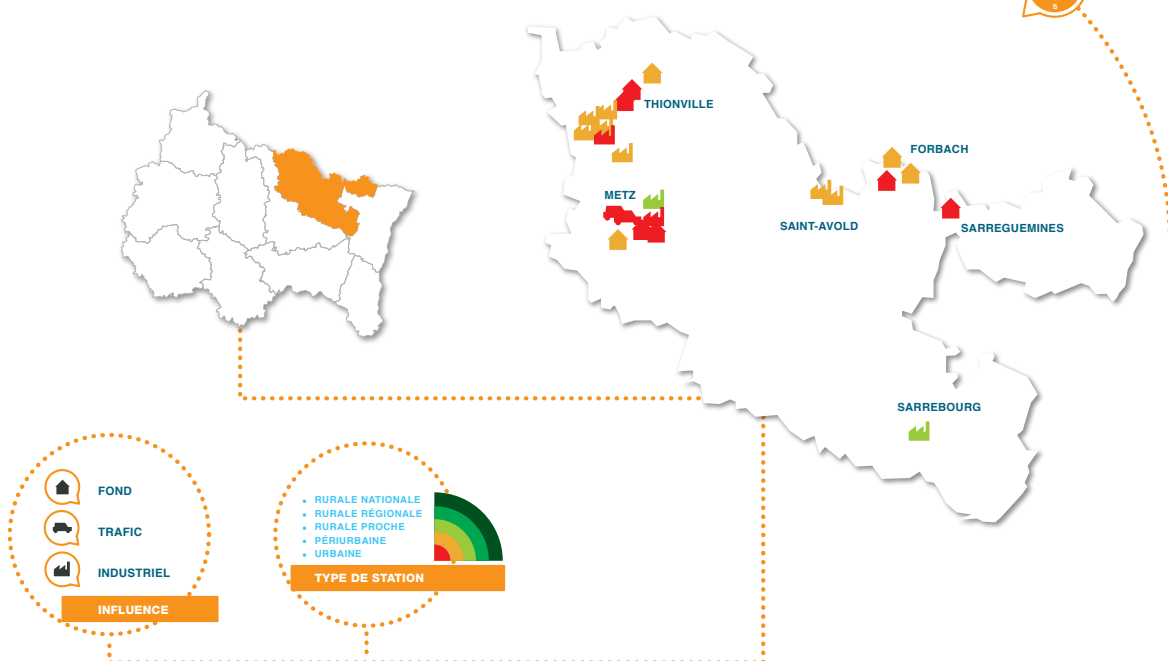 S
THIONVILLE
FORBACH
METZ
SAINT-AVOLD
SARREGUEMINES
SARREBOURG
FOND
TRAFIC
INDUSTRIEL
INFLUENCE
• RURALE NATIONALE
• RURALE RÉGIONALE
• RURALE PROCHE
• PÉRIURBAINE
• URBAINE
TYPE DE STATION